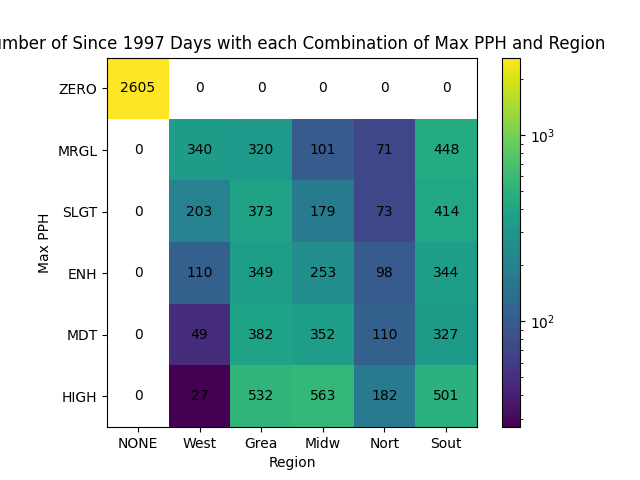 mber of Since 1997 Days with each Combination of Max PPH and Region
ZERO 2605 0 0 0 0 0
MRGL 0 340 320 101 71 448
SLGT 0 203 373 179 73 414
ENH 0 110 349 253 98 344
MDT 0 49 382 352 110 327
HIGH 0 27 532 563 182 501
NONE West Grea Midw Nort Sout
Region
Max PPH
10³
10²